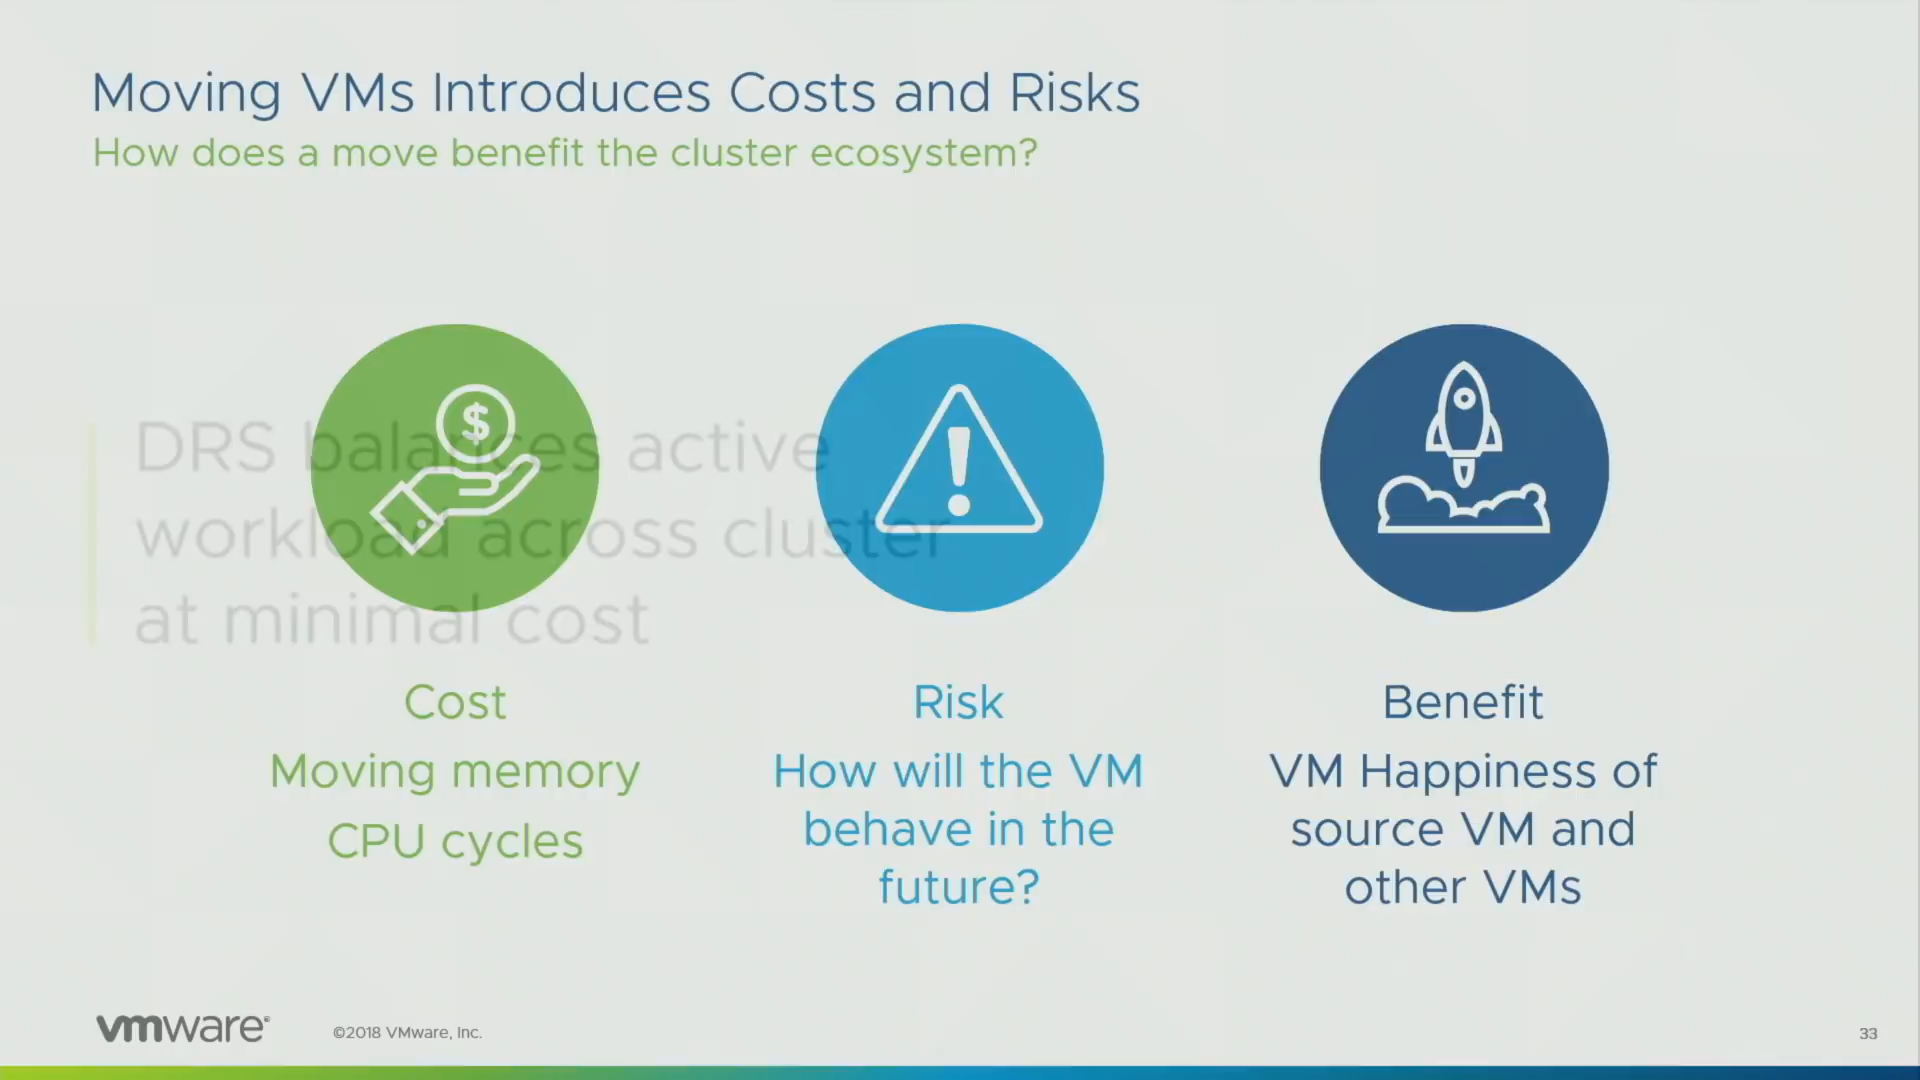 Moving VMs Introduces Costs and Risks
How does a move benefit the cluster ecosystem?
DRS balances active
workload across cluster
at minimal cost
$
Cost
Moving memory
CPU cycles
Risk
How will the VM
behave in the
future?
Benefit
VM Happiness of
source VM and
other VMs
vmware®
©2018 VMware, Inc.
33